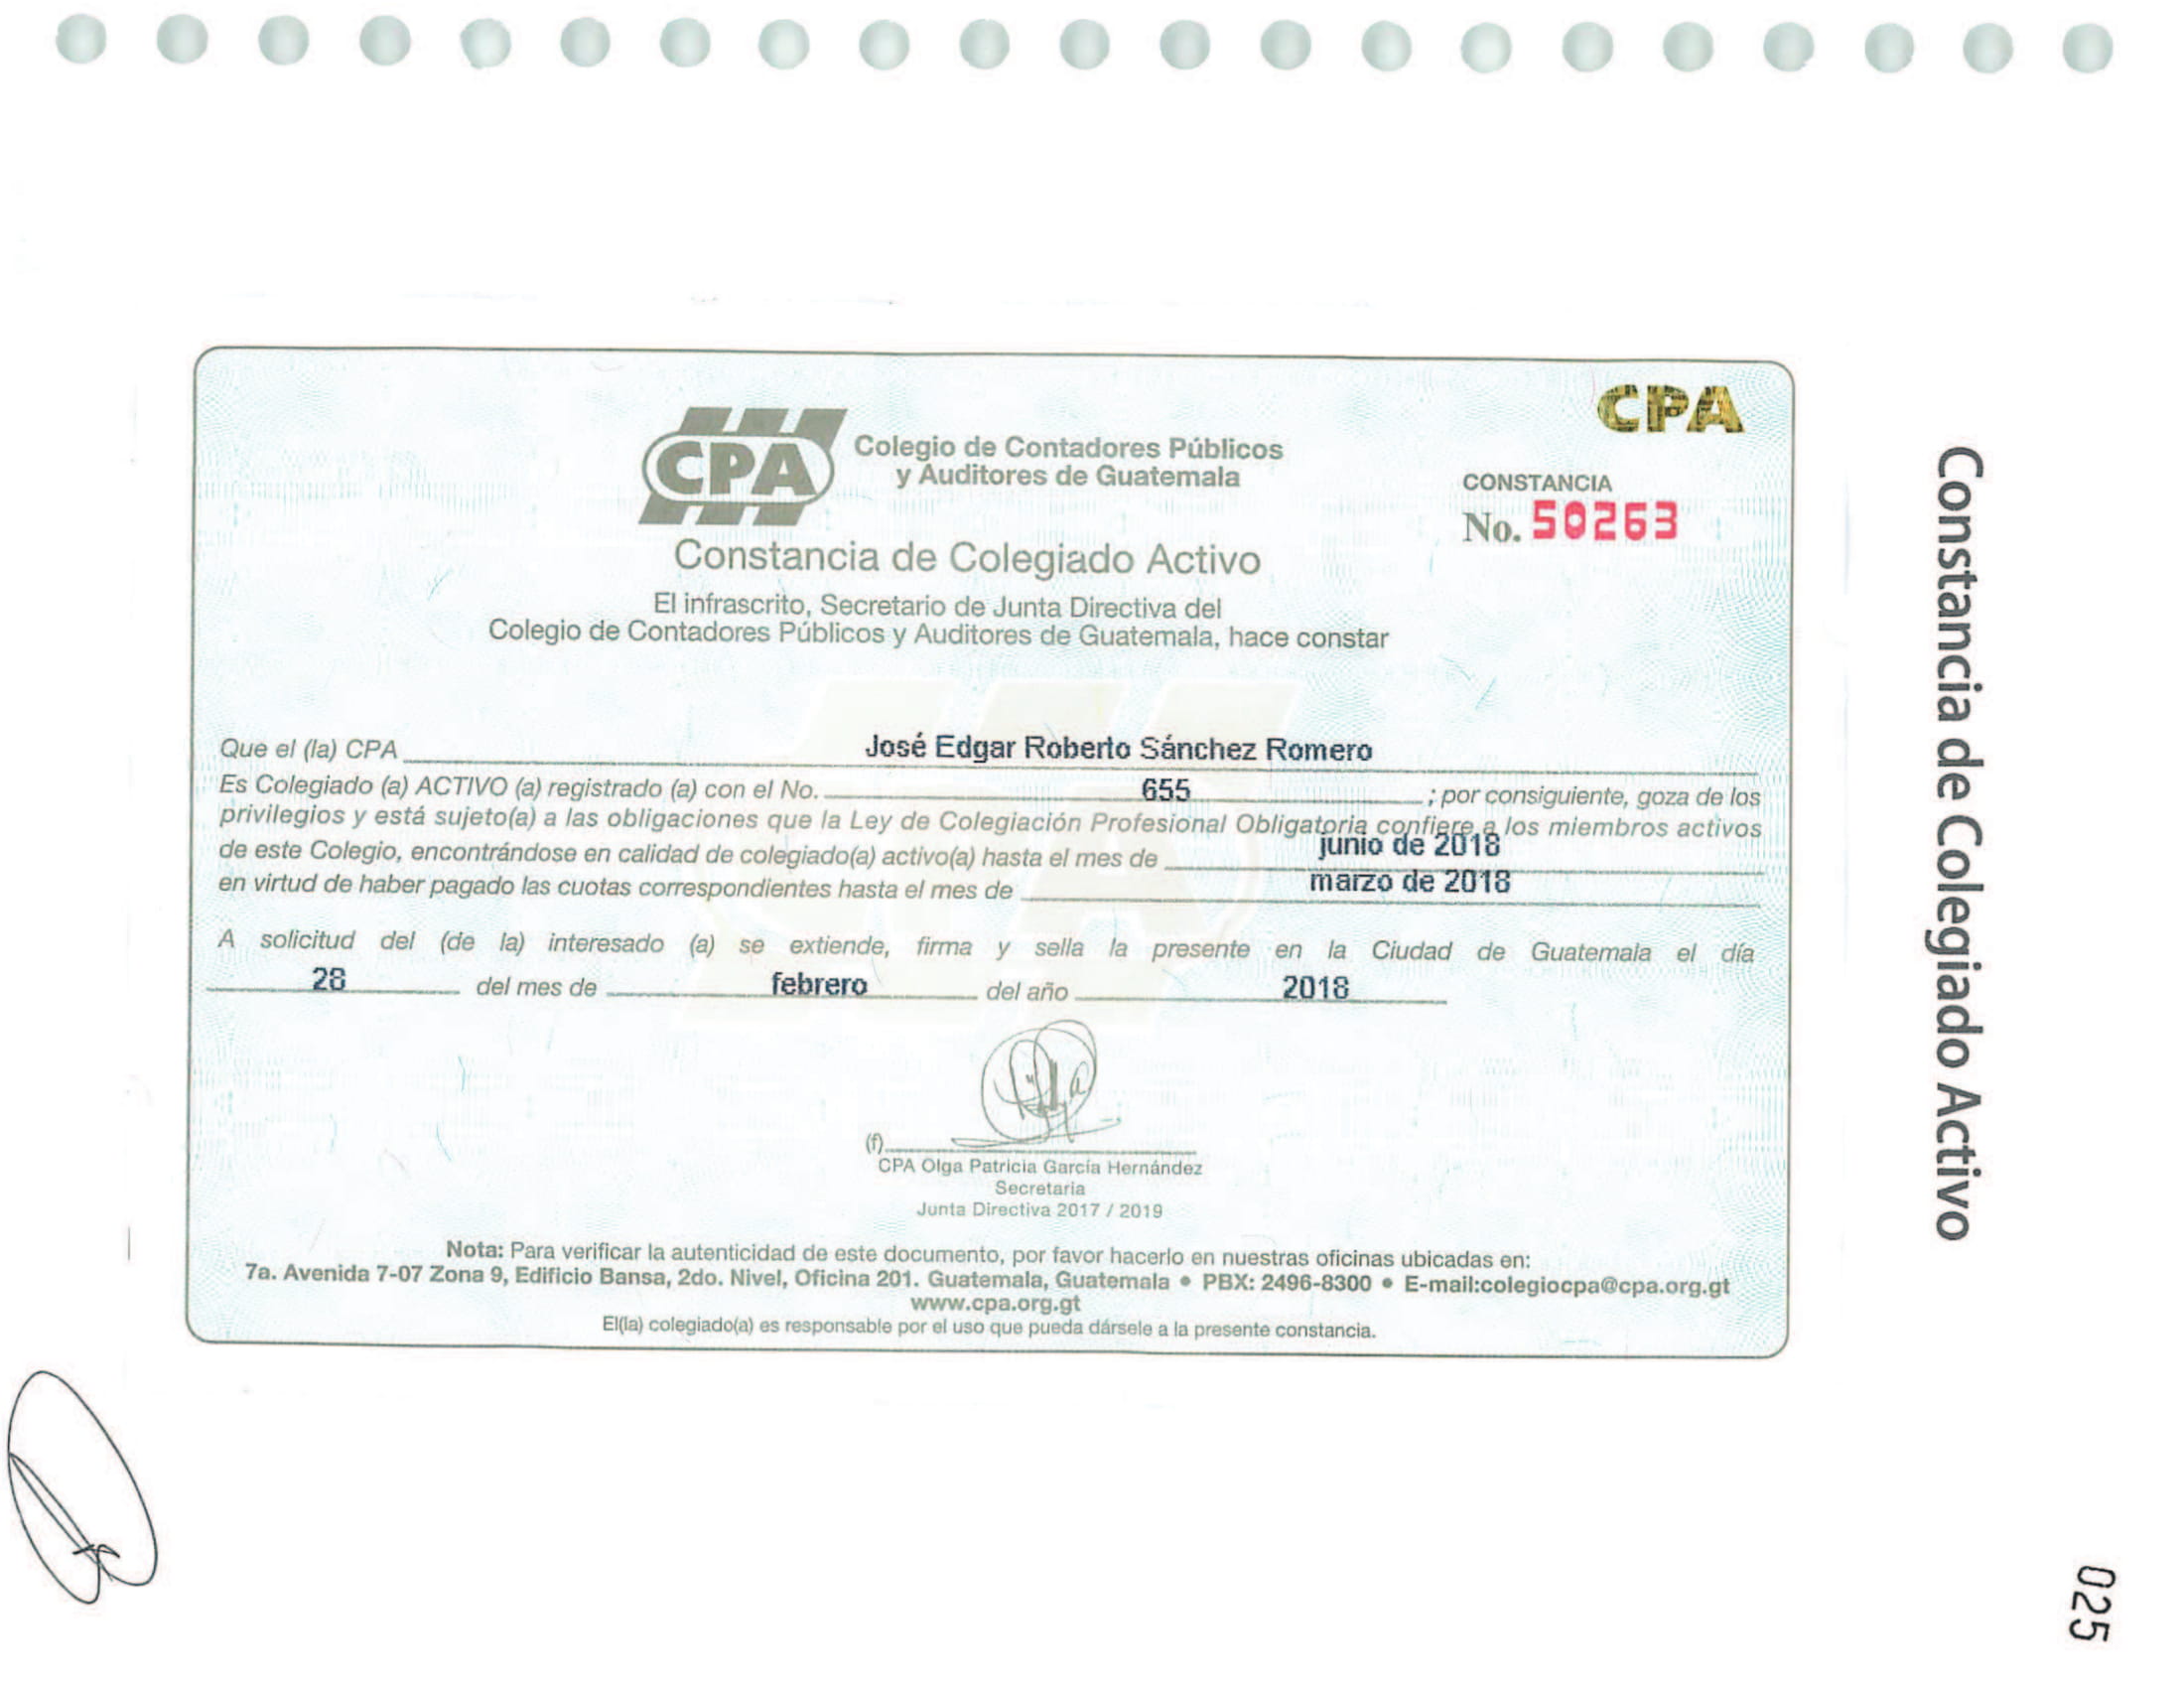 CPA
CPA
Colegio de Contadores Públicos
y Auditores de Guatemala
CONSTANCIA
No. 50263
Constancia de Colegiado Activo
El infrascrito, Secretario de Junta Directiva del
Colegio de Contadores Públicos y Auditores de Guatemala, hace constar
Que el (la) CPA José Edgar Roberto Sánchez Romero
Es Colegiado (a) ACTIVO (a) registrado (a) con el No. 655 ; por consiguiente, goza de los
privilegios y está sujeto(a) a las obligaciones que la Ley de Colegiación Profesional Obligatoria confiere a los miembros activos
de este Colegio, encontrándose en calidad de colegiado(a) activo(a) hasta el mes de junio de 2018
en virtud de haber pagado las cuotas correspondientes hasta el mes de marzo de 2018
A solicitud del (de la) interesado (a) se extiende, firma y sella la presente en la Ciudad de Guatemala el día
28 del mes de febrero del año 2018
(f)
CPA Olga Patricia García Hernández
Secretaria
Junta Directiva 2017 / 2019
Nota: Para verificar la autenticidad de este documento, por favor hacerlo en nuestras oficinas ubicadas en:
7a. Avenida 7-07 Zona 9, Edificio Bansa, 2do. Nivel, Oficina 201. Guatemala, Guatemala • PBX: 2496-8300 • E-mail:colegiocpa@cpa.org.gt
www.cpa.org.gt
El(la) colegiado(a) es responsable por el uso que pueda dársele a la presente constancia.
Constancia de Colegiado Activo
025